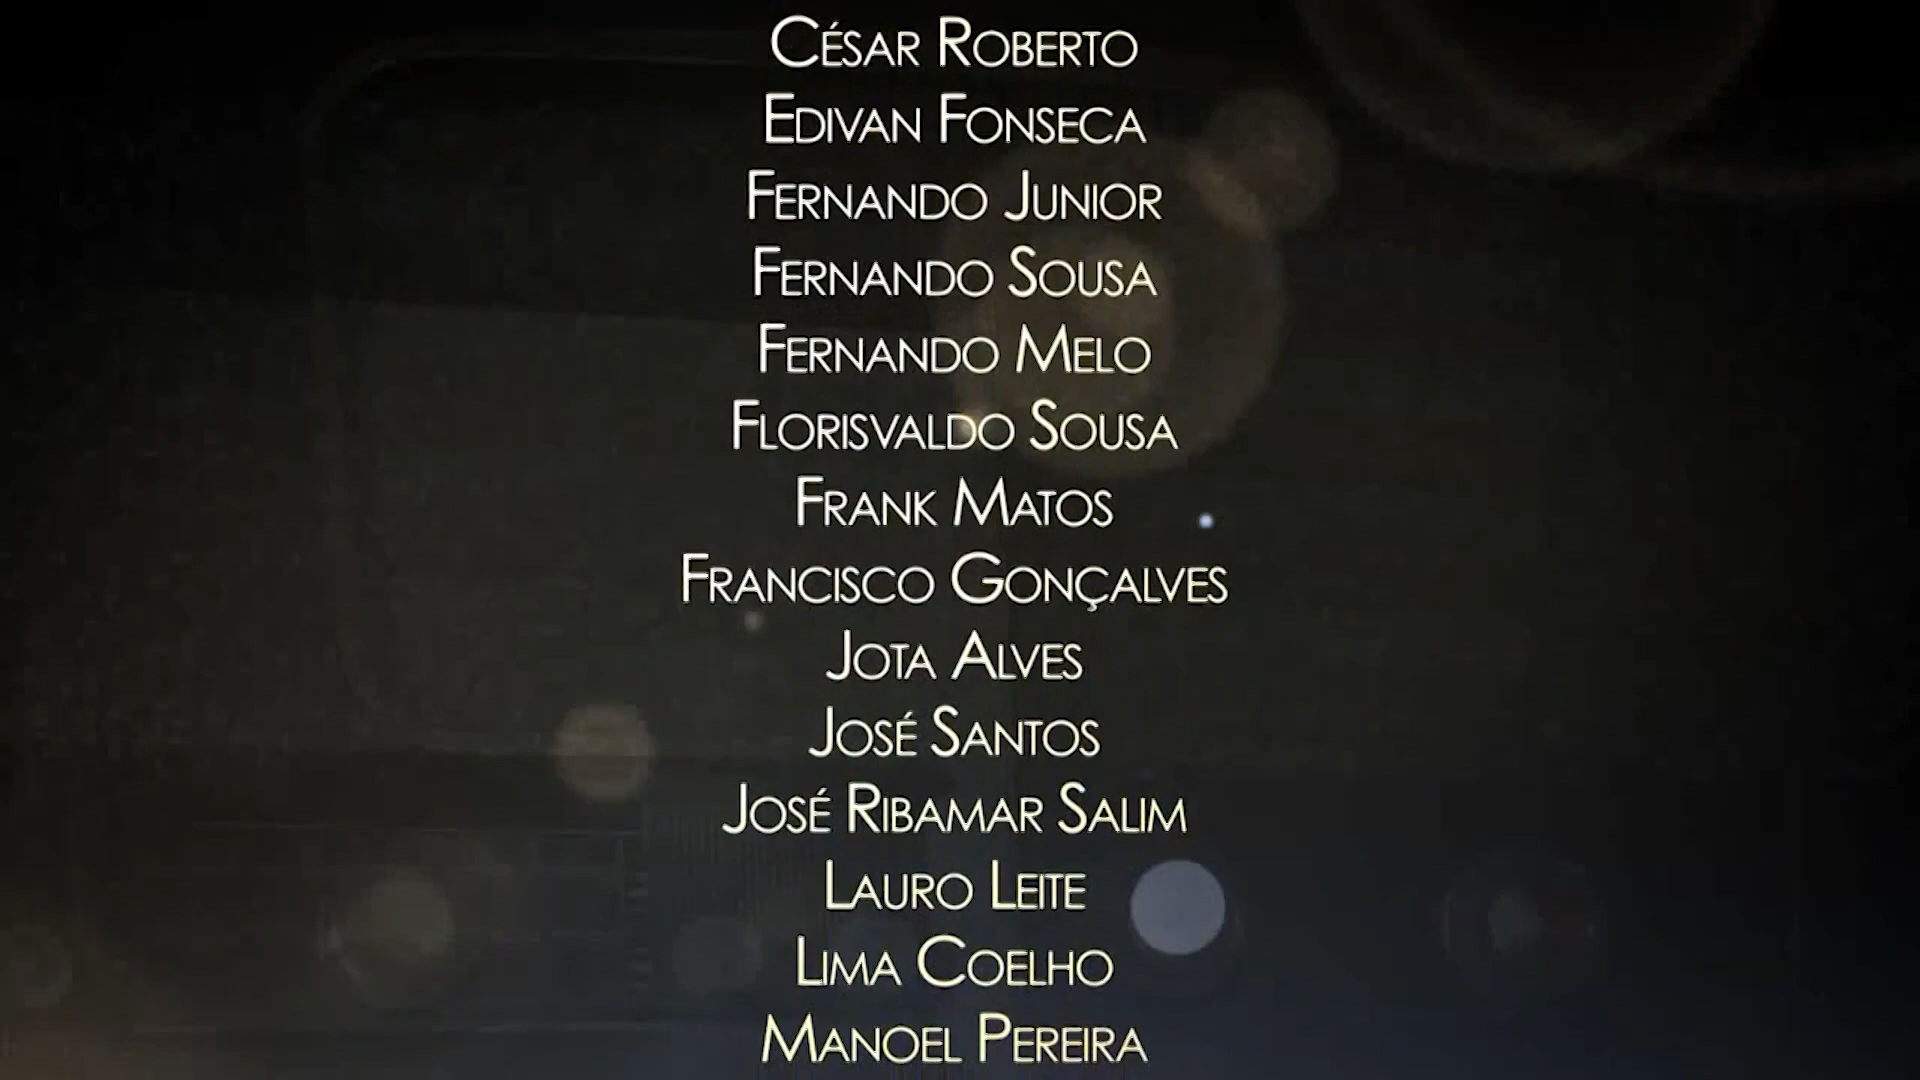 César Roberto
Edivan Fonseca
Fernando Junior
Fernando Sousa
Fernando Melo
Florisvaldo Sousa
Frank Matos
Francisco Gonçalves
Jota Alves
José Santos
José Ribamar Salim
Lauro Leite
Lima Coelho
Manoel Pereira